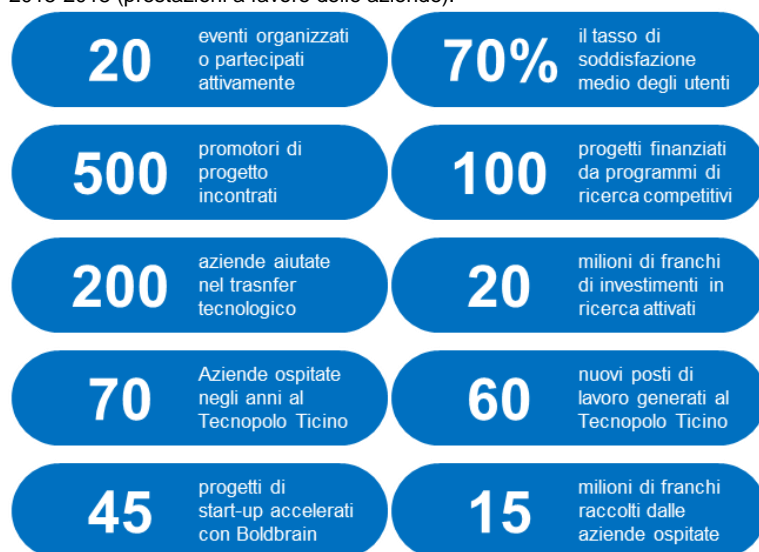 2015-2018 (prestazioni a favore delle aziende):
20
eventi organizzati
o partecipati
attivamente
70%
il tasso di
soddisfazione
medio degli utenti
500
promotori di
progetto
incontrati
100
progetti finanziati
da programmi di
ricerca competitivi
200
aziende aiutate
nel trasnfer
tecnologico
20
milioni di franchi
di investimenti in
ricerca attivati
70
Aziende ospitate
negli anni al
Tecnopolo Ticino
60
nuovi posti di
lavoro generati al
Tecnopolo Ticino
45
progetti di
start-up accelerati
con Boldbrain
15
milioni di franchi
raccolti dalle
aziende ospitate